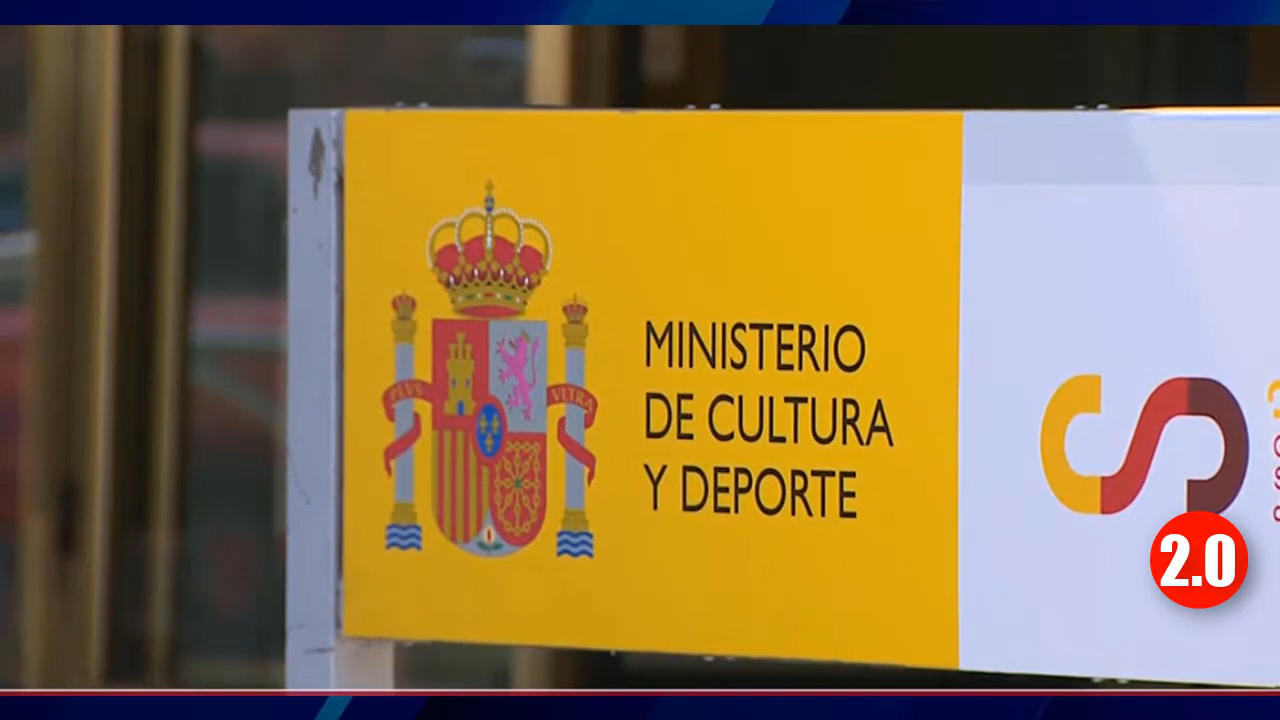 MINISTERIO
DE CULTURA
Y DEPORTE
PLVS
VLTRA
2.0